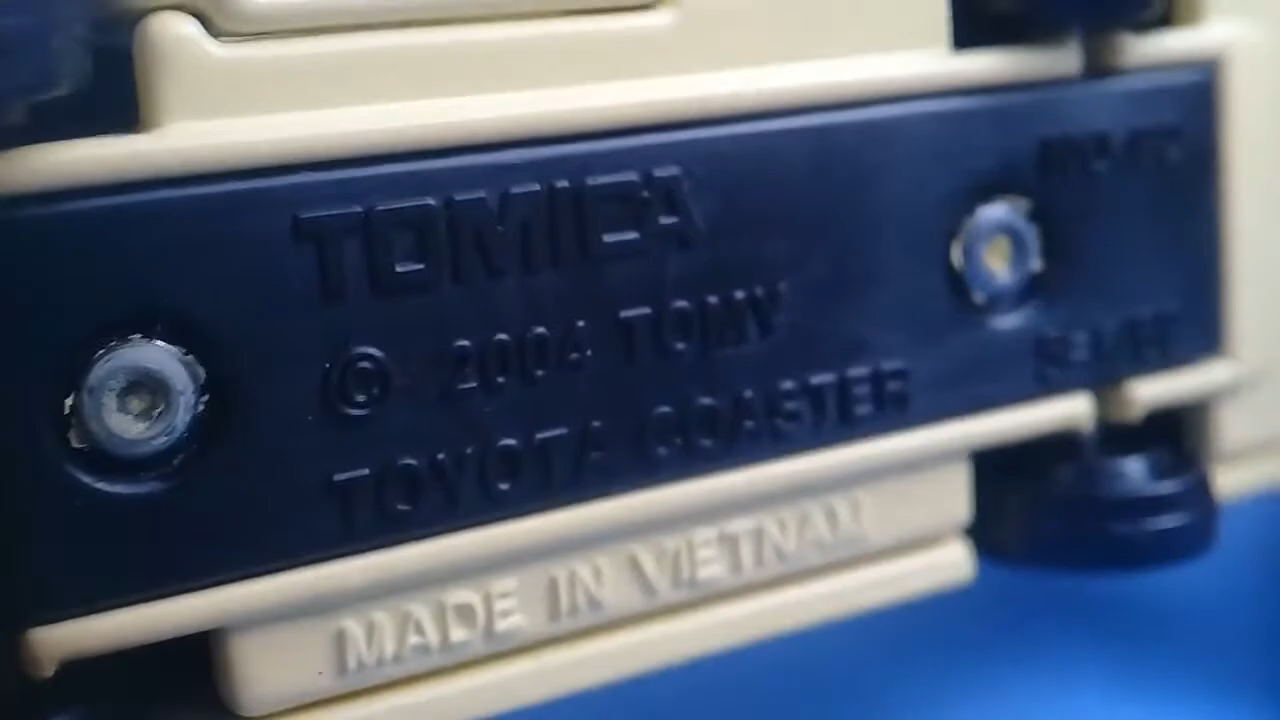 TOMICA
© 2004 TOMY
TOYOTA COASTER
MADE IN VIETNAM